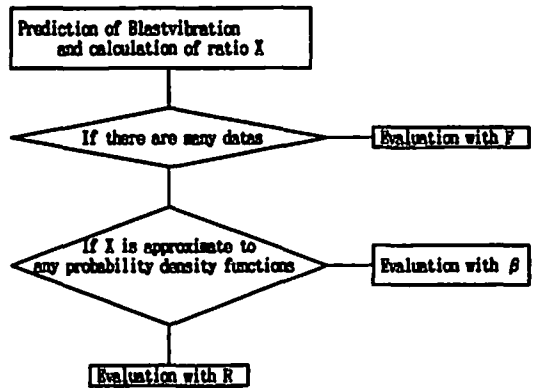 Prediction of Blastvibration
and calculation of ratio X
If there are many datas
Evaluation with F
If X is approximate to
any probability density functions
Evaluation with β
Evaluation with R